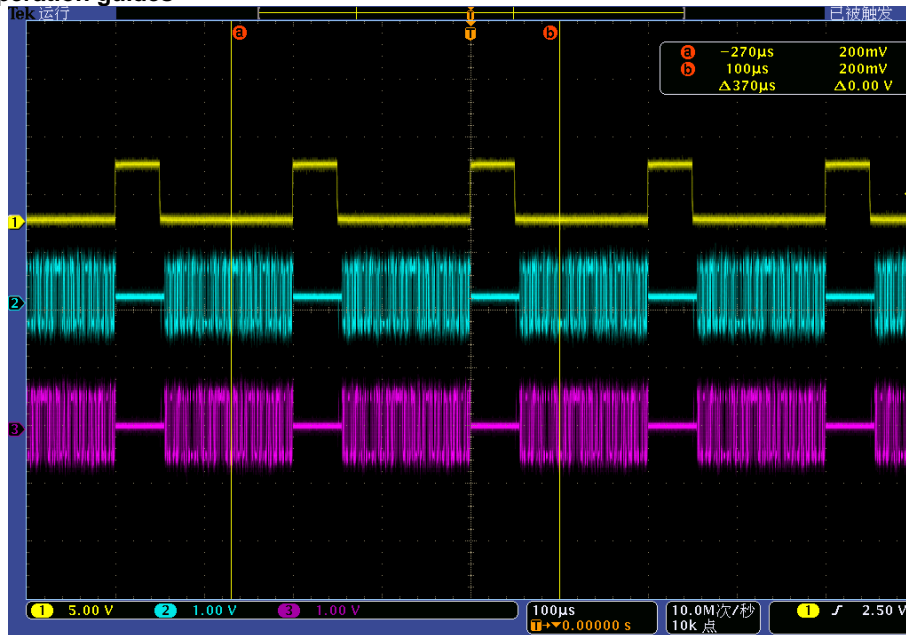 peration guides
Tek 运行
T
已被触发
a
T
b
a -270μs 200mV
b 100μs 200mV
Δ370μs Δ0.00 V
1
2
3
1 5.00 V 2 1.00 V 3 1.00 V
100μs
T→▼0.00000 s
10.0M次/秒
10k 点
1 2.50 V